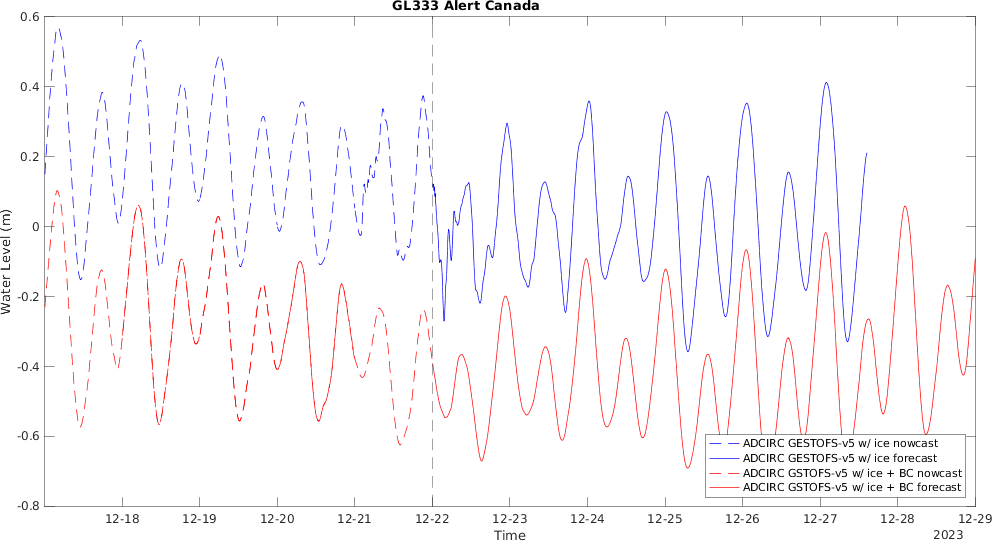 GL333 Alert Canada
0.6
0.4
0.2
0
-0.2
-0.4
-0.6
-0.8
Water Level (m)
ADCIRC GESTOFS-v5 w/ ice nowcast
ADCIRC GESTOFS-v5 w/ ice forecast
ADCIRC GSTOFS-v5 w/ ice + BC nowcast
ADCIRC GSTOFS-v5 w/ ice + BC forecast
12-18 12-19 12-20 12-21 12-22 12-23 12-24 12-25 12-26 12-27 12-28 12-29
Time
2023